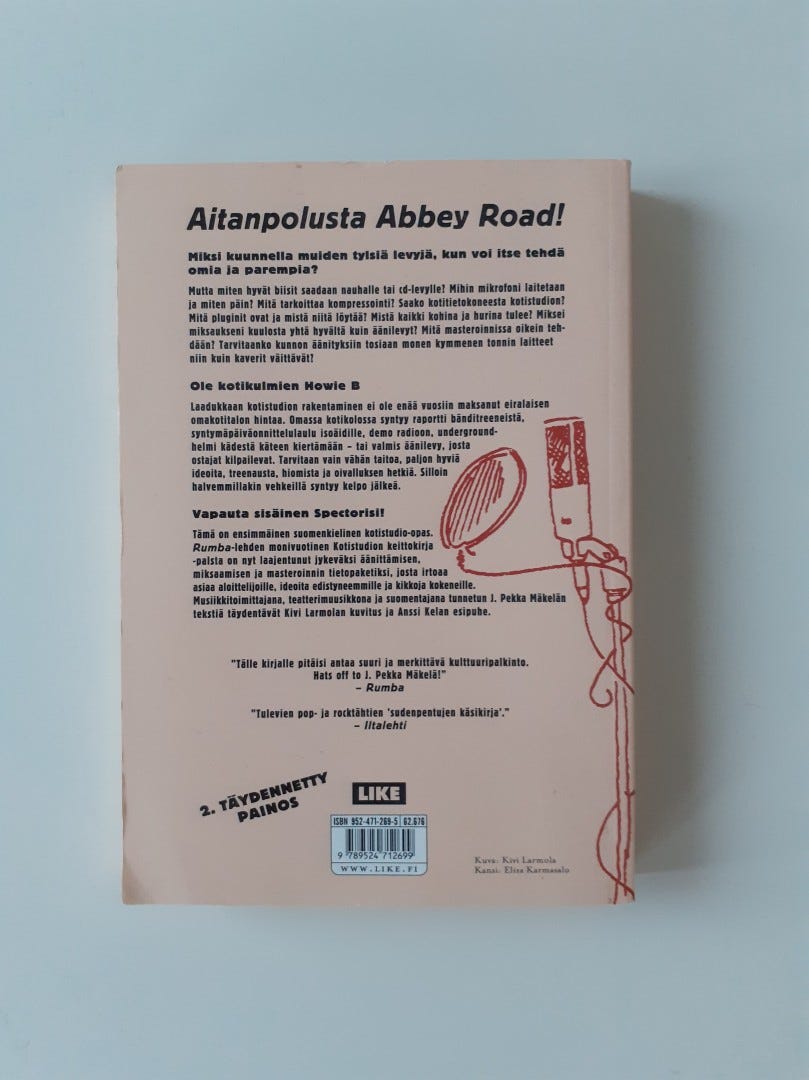 Aitanpolusta Abbey Road!
Miksi kuunnella muiden tylsiä levyjä, kun voi itse tehdä
omia ja parempia?
Mutta miten hyvät biisit saadaan nauhalle tai cd-levylle? Mihin mikrofoni laitetaan
ja miten päin? Mitä tarkoittaa kompressointi? Saako kotitietokoneesta kotistudion?
Mitä pluginit ovat ja mistä niitä löytää? Mistä kaikki kohina ja hurina tulee? Miksei
miksaukseni kuulosta yhtä hyvältä kuin äänilevyt? Mitä masteroinnissa oikein teh-
dään? Tarvitaanko kunnon äänityksiin tosiaan monen kymmenen tonnin laitteet
niin kuin kaverit väittävät?
Ole kotikulmien Howie B
Laadukkaan kotistudion rakentaminen ei ole enää vuosiin maksanut eiralaisen
omakotitalon hintaa. Omassa kotikolossa syntyy raportti bänditreeneistä,
syntymäpäiväonnittelulaulu isoäidille, demo radioon, underground-
helmi kädestä käteen kiertämään – tai valmis äänilevy, josta
ostajat kilpailevat. Tarvitaan vain vähän taitoa, paljon hyviä
ideoita, treenausta, hiomista ja oivalluksen hetkiä. Silloin
halvemmillakin vehkeillä syntyy kelpo jälkeä.
Vapauta sisäinen Spectorisi!
Tämä on ensimmäinen suomenkielinen kotistudio-opas.
Rumba-lehden monivuotinen Kotistudion keittokirja
-palsta on nyt laajentunut jykeväksi äänittämisen,
miksaamisen ja masteroinnin tietopaketiksi, josta irtoaa
asiaa aloittelijoille, ideoita edistyneemmille ja kikkoja kokeneille.
Musiikkitoimittajana, teatterimuusikkona ja suomentajana tunnetun J. Pekka Mäkelän
tekstiä täydentävät Kivi Larmolan kuvitus ja Anssi Kelan esipuhe.
"Tälle kirjalle pitäisi antaa suuri ja merkittävä kulttuuripalkinto.
Hats off to J. Pekka Mäkelä!"
– Rumba
"Tulevien pop- ja rocktähtien 'sudenpentujen käsikirja'."
– Iltalehti
2. TÄYDENNETTY
PAINOS
LIKE
ISBN 952-471-269-5 62.676
9 789524 712699
WWW.LIKE.FI
Kuva: Kivi Larmola
Kansi: Elisa Karmasalo